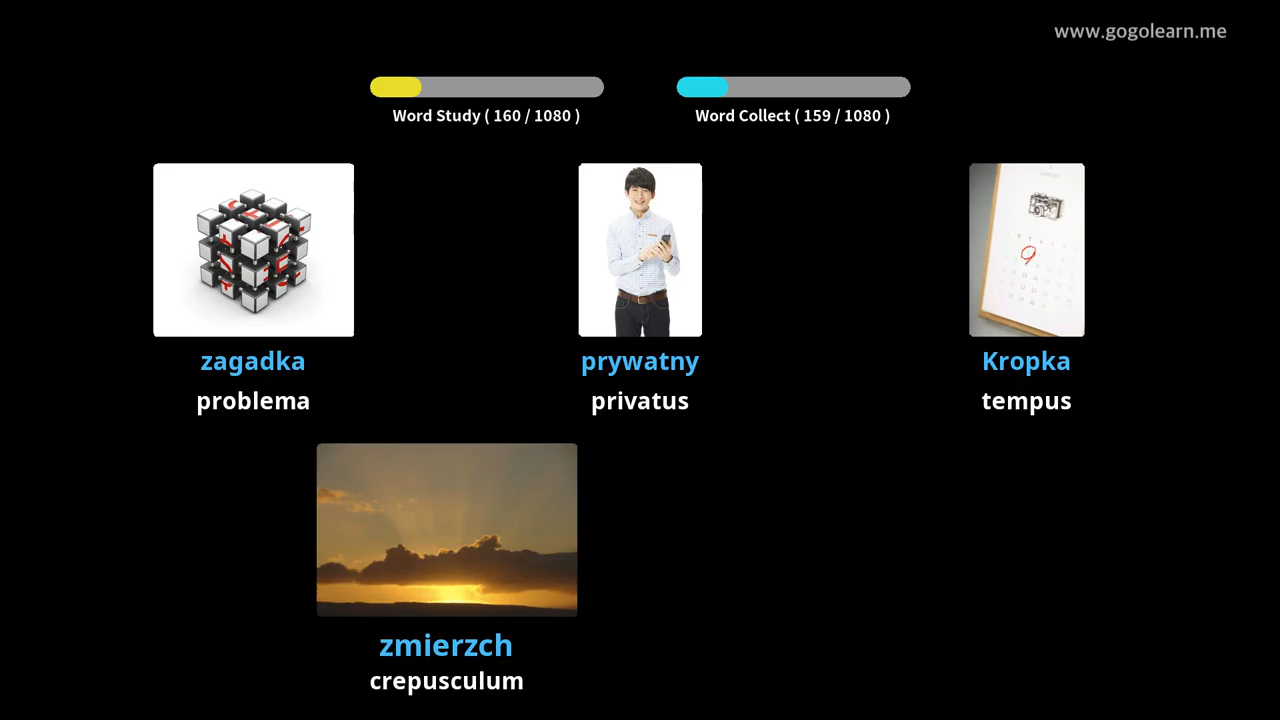 www.gogolearn.me
Word Study ( 160 / 1080 )
Word Collect ( 159 / 1080 )
zagadka
prywatny
Kropka
problema
privatus
tempus
zmierzch
crepusculum